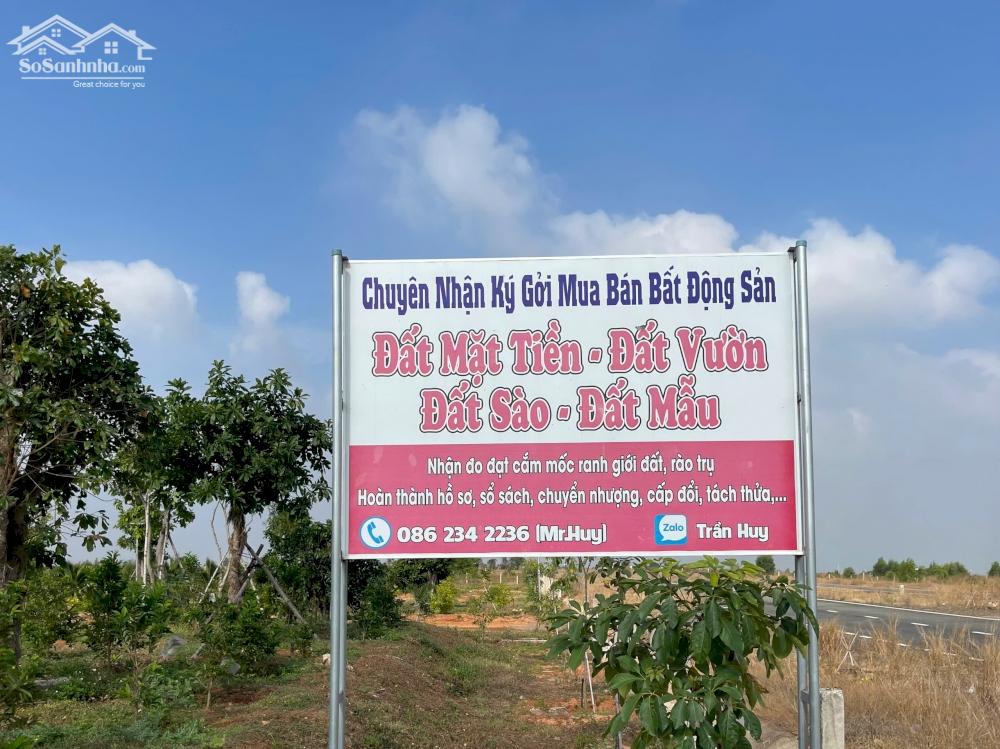 SoSanhnha.com
Great choice for you
Chuyên Nhận Ký Gởi Mua Bán Bất Động Sản
Đất Mặt Tiền - Đất Vườn
Đất Sào - Đất Mẫu
Nhận đo đạt cắm mốc ranh giới đất, rào trụ
Hoàn thành hồ sơ, sổ sách, chuyển nhượng, cấp đổi, tách thửa,...
086 234 2236 (Mr.Huy) Zalo Trần Huy